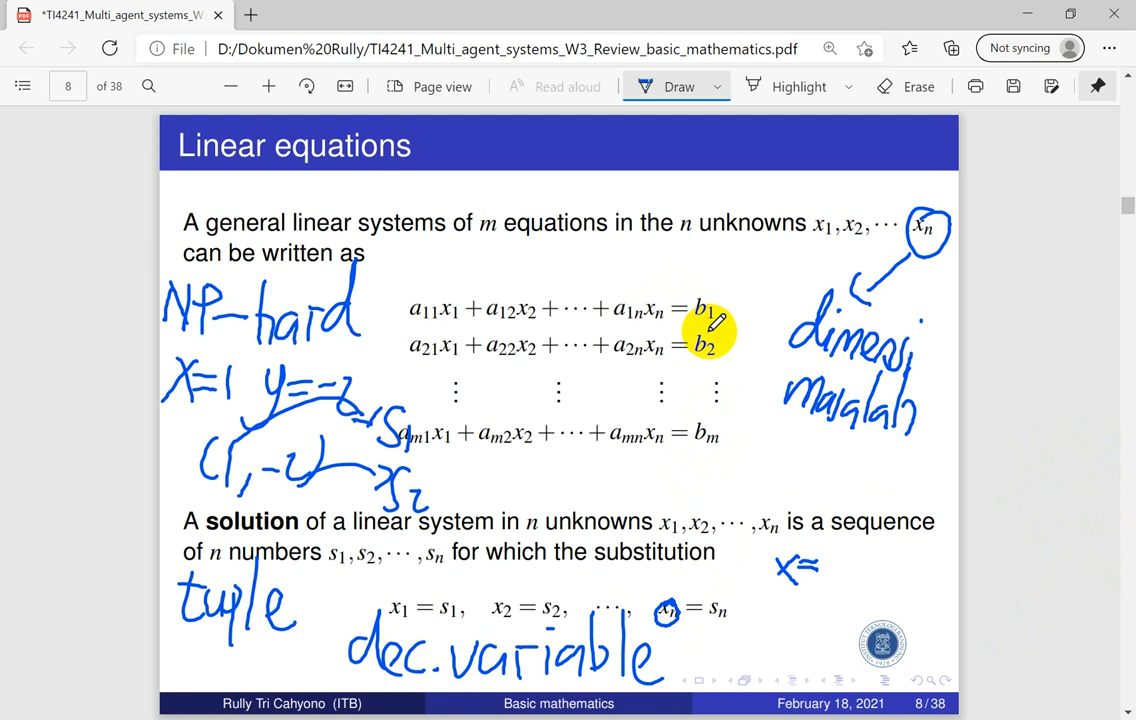 *TI4241_Multi_agent_systems_W
File D:/Dokumen%20Rully/TI4241_Multi_agent_systems_W3_Review_basic_mathematics.pdf Not syncing
8 of 38 Page view Read aloud Draw Highlight Erase
Linear equations
A general linear systems of m equations in the n unknowns x₁, x₂, ⋯ xₙ
can be written as
NP-hard
a₁₁x₁ + a₁₂x₂ + ⋯ + a₁ₙxₙ = b₁
a₂₁x₁ + a₂₂x₂ + ⋯ + a₂ₙxₙ = b₂
⋮ ⋮ ⋮ ⋮
aₘ₁x₁ + aₘ₂x₂ + ⋯ + aₘₙxₙ = bₘ
dimensi
masalah
x=1 y=-2
S₁
(1, -2)
x₂
A solution of a linear system in n unknowns x₁, x₂, ⋯ , xₙ is a sequence
of n numbers s₁, s₂, ⋯ , sₙ for which the substitution
x=
tuple
x₁ = s₁, x₂ = s₂, ⋯ , xₙ = sₙ
dec.variable
Rully Tri Cahyono (ITB) Basic mathematics February 18, 2021 8/38